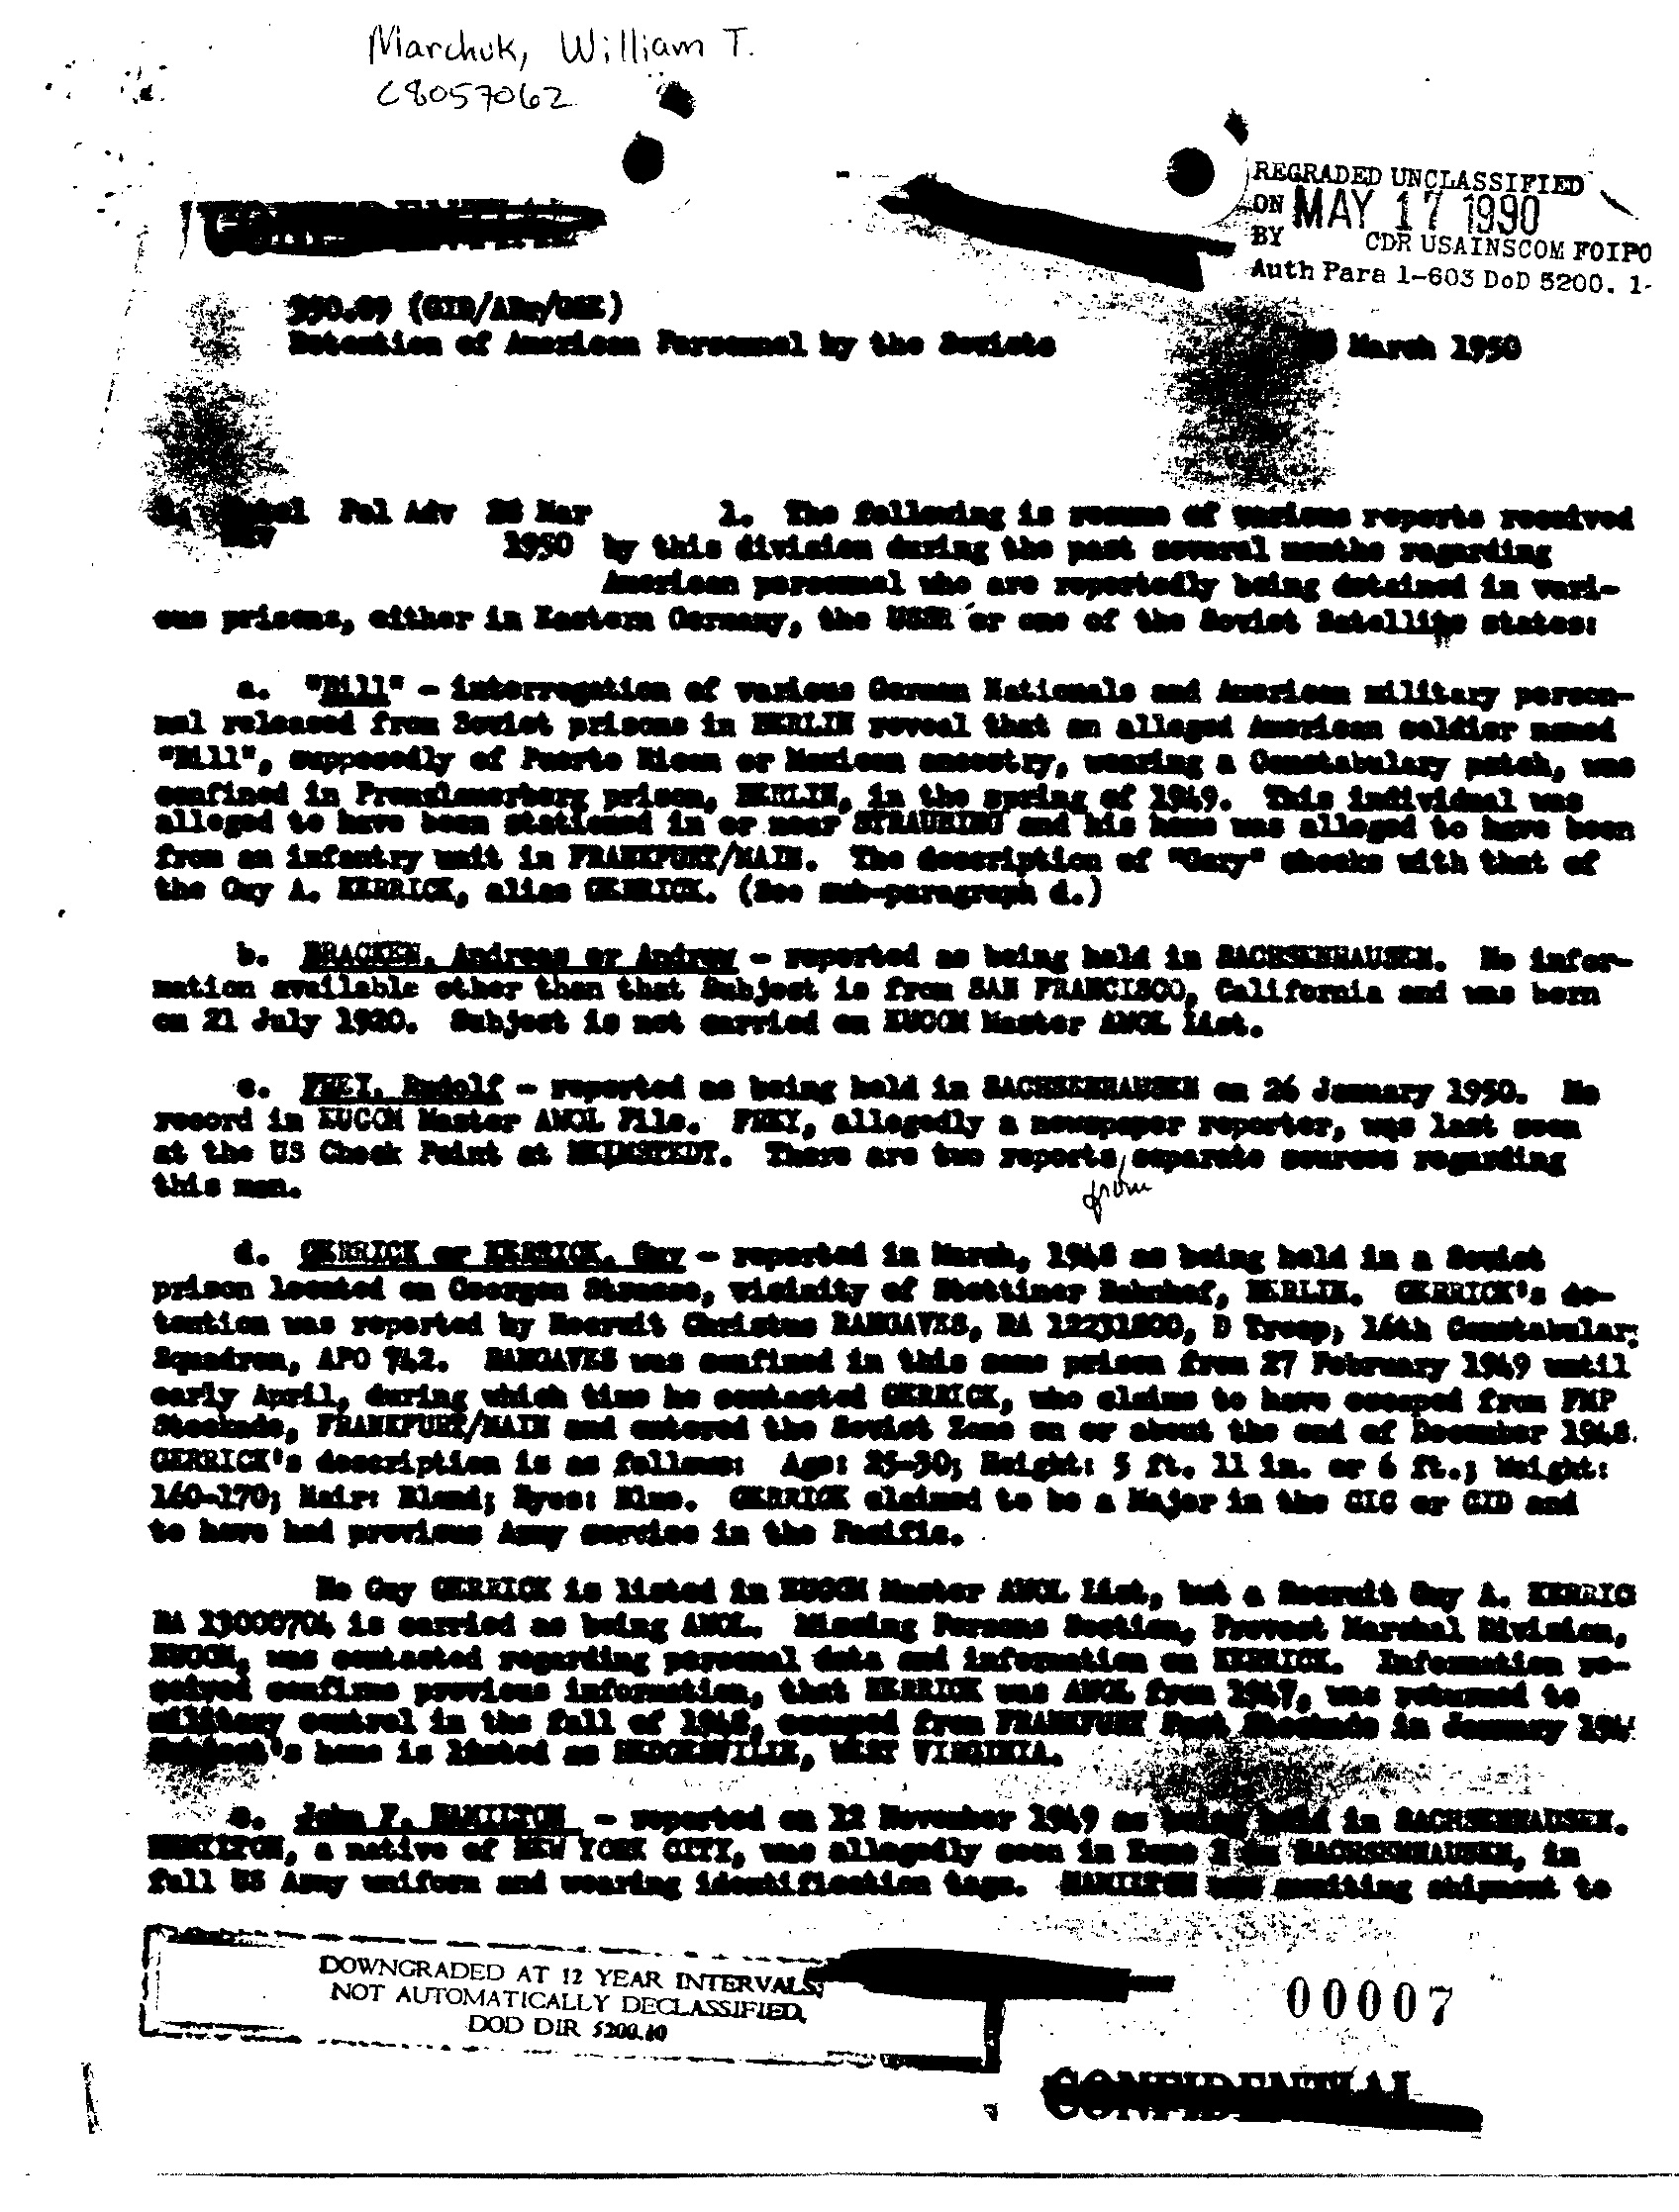 Marchuk, William T.
C8057062
REGRADED UNCLASSIFIED
ON MAY 17 1990
BY CDR USAINSCOM FOIPO
Auth Para 1-603 DoD 5200. 1-
CONFIDENTIAL
Detention of American Personnel by the Soviets
March 1950
Pol Adv Mar 1. The following is resume of various reports received
1950 by this division during the past several months regarding
American personnel who are reportedly being detained in vari-
ous prisons, either in Eastern Germany, the USSR or one of the Soviet Satellite states:
a. "Bill" - interrogation of various German Nationals and American military person-
nel released from Soviet prisons in BERLIN reveal that an alleged American soldier named
"Bill", supposedly of Puerto Rican or Mexican ancestry, wearing a Constabulary patch, was
confined in Prenzlauerberg prison, BERLIN, in the spring of 1949. This individual was
alleged to have been stationed in or near STRAUBING and his home was alleged to have been
from an infantry unit in FRANKFURT/MAIN. The description of "Gary" checks with that of
the Guy A. KERRICK, alias GERRICK. (See sub-paragraph d.)
b. BRACKEN, Andreas or Andrew - reported as being held in SACHSENHAUSEN. No infor-
mation available other than that Subject is from SAN FRANCISCO, California and was born
on 21 July 1920. Subject is not carried on EUCOM Master AWOL List.
c. FREI, Rudolf - reported as being held in SACHSENHAUSEN on 26 January 1950. No
record in EUCOM Master AWOL File. FREY, allegedly a newspaper reporter, was last seen
at the US Check Point at HELMSTEDT. There are two reports from separate sources regarding
this man.
d. GERRICK or KERRICK, Guy - reported in March, 1948 as being held in a Soviet
prison located on Georgen Strasse, vicinity of Stettiner Bahnhof, BERLIN. GERRICK's de-
tention was reported by Recruit Christus RANGAVES, RA 12231800, D Troop, 16th Constabulary
Squadron, APO 742. RANGAVES was confined in this same prison from 27 February 1949 until
early April, during which time he contacted GERRICK, who claims to have escaped from FMP
Stockade, FRANKFURT/MAIN and entered the Soviet Zone on or about the end of December 1948.
GERRICK's description is as follows: Age: 25-30; Height: 5 ft. 11 in. or 6 ft.; Weight:
160-170; Hair: Blond; Eyes: Blue. GERRICK claimed to be a Major in the CIC or CID and
to have had previous Army service in the Pacific.
No Guy GERRICK is listed in EUCOM Master AWOL List, but a Recruit Guy A. KERRIC
RA 13000704 is carried as being AWOL. Missing Persons Section, Provost Marshal Division,
EUCOM, was contacted regarding personal data and information on KERRICK. Information re-
ceived confirms previous information, that KERRICK was AWOL from 1947, was returned to
military control in the fall of 1948, escaped from FRANKFURT Post Stockade in January 194
Subject's home is listed as HEDGESVILLE, WEST VIRGINIA.
e. John F. HAMILTON - reported on 12 November 1949 as being held in SACHSENHAUSEN.
HAMILTON, a native of NEW YORK CITY, was allegedly seen in Zone in SACHSENHAUSEN, in
full US Army uniform and wearing identification tags. HAMILTON was awaiting shipment to
DOWNGRADED AT 12 YEAR INTERVALS;
NOT AUTOMATICALLY DECLASSIFIED.
DOD DIR 5200.10
00007
CONFIDENTIAL